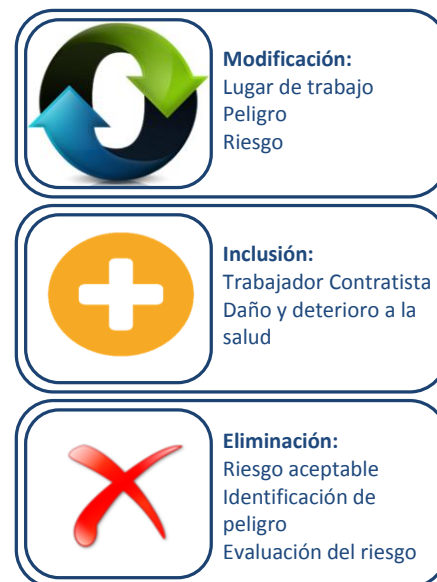 Modificación:
Lugar de trabajo
Peligro
Riesgo
Inclusión:
Trabajador Contratista
Daño y deterioro a la
salud
Eliminación:
Riesgo aceptable
Identificación de
peligro
Evaluación del riesgo